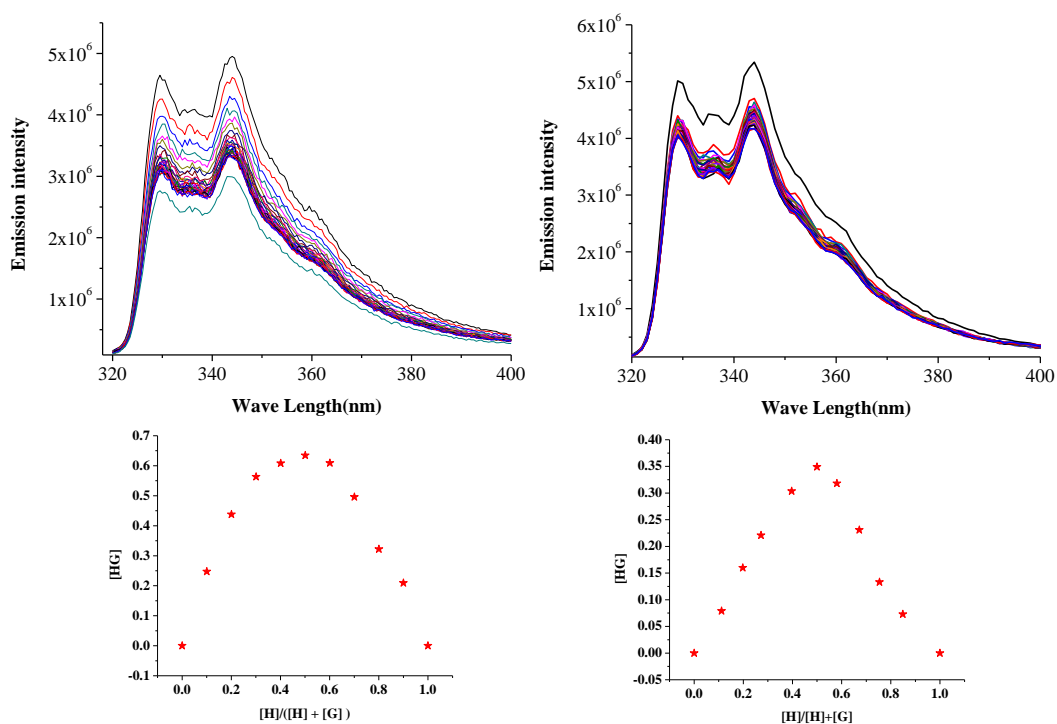 5x10⁶
4x10⁶
3x10⁶
2x10⁶
1x10⁶
Emission intensity
320 340 360 380 400
Wave Length(nm)
6x10⁶
5x10⁶
4x10⁶
3x10⁶
2x10⁶
1x10⁶
Emission intensity
320 340 360 380 400
Wave Length(nm)
0.7
0.6
0.5
0.4
0.3
0.2
0.1
0.0
-0.1
[HG]
0.0 0.2 0.4 0.6 0.8 1.0
[H]/([H] + [G] )
0.40
0.35
0.30
0.25
0.20
0.15
0.10
0.05
0.00
-0.05
[HG]
0.0 0.2 0.4 0.6 0.8 1.0
[H]/[H]+[G]